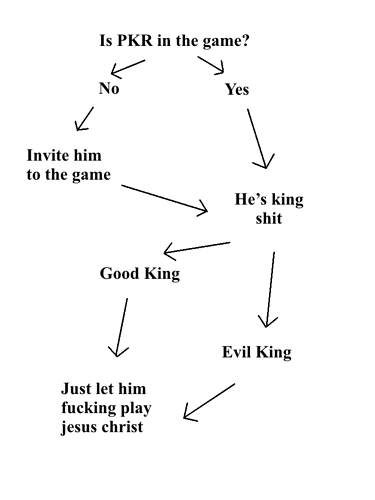 Is PKR in the game?
No
Yes
Invite him
to the game
He's king
shit
Good King
Evil King
Just let him
fucking play
jesus christ